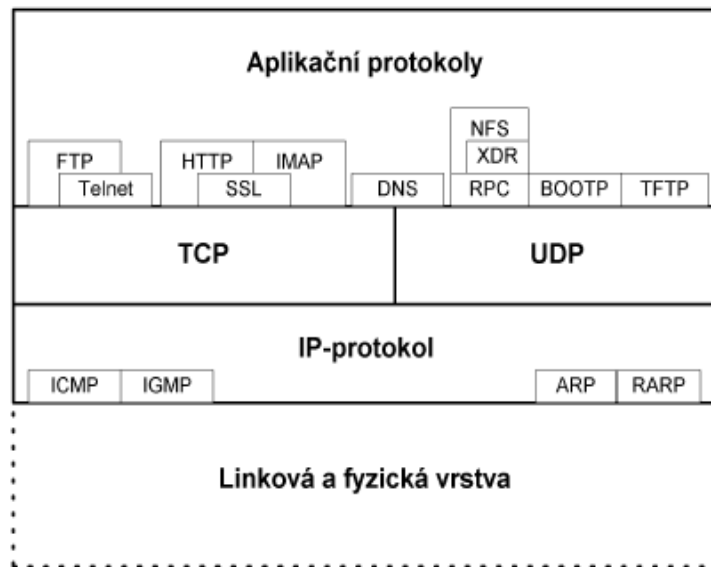 Aplikační protokoly
NFS
FTP HTTP IMAP XDR
Telnet SSL DNS RPC BOOTP TFTP
TCP UDP
IP-protokol
ICMP IGMP ARP RARP
Linková a fyzická vrstva